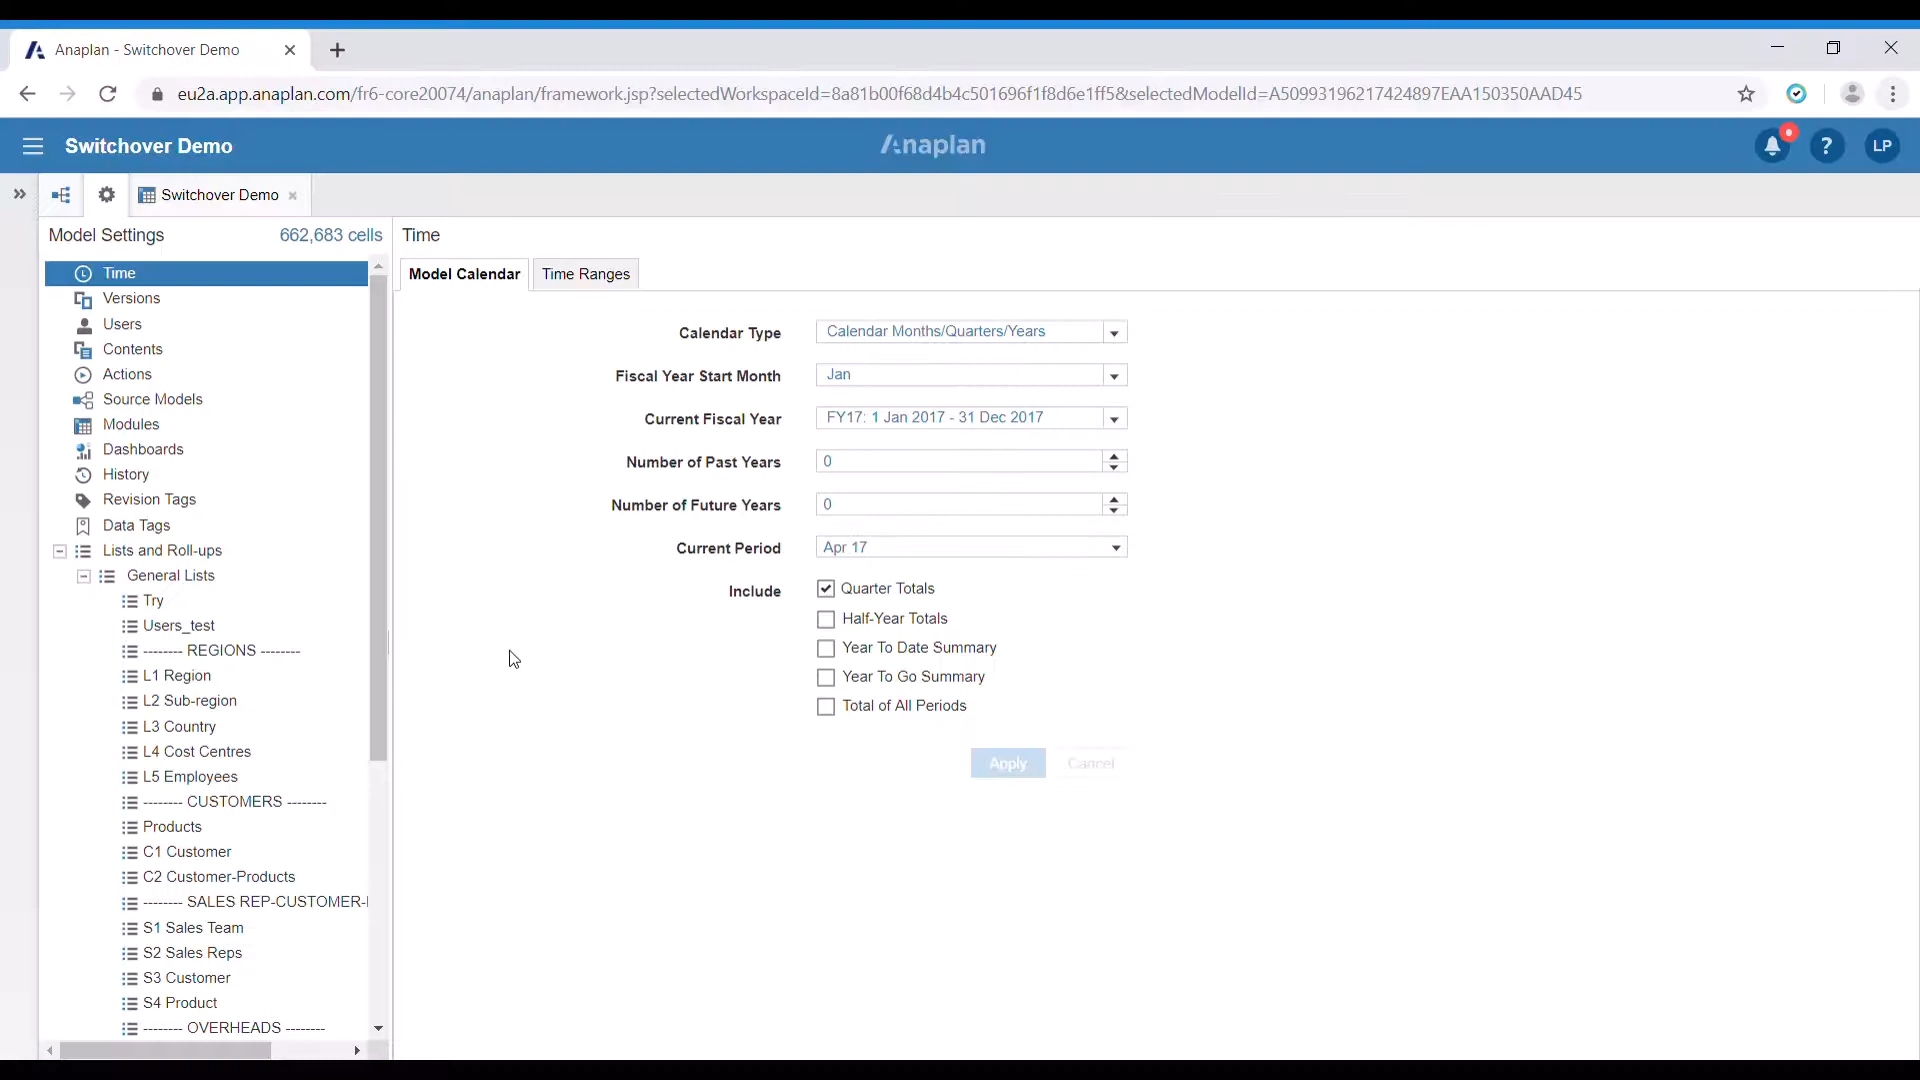 Anaplan - Switchover Demo
eu2a.app.anaplan.com/fr6-core20074/anaplan/framework.jsp?selectedWorkspaceId=8a81b00f68d4b4c501696f1f8d6e1ff5&selectedModelId=A50993196217424897EAA150350AAD45
Switchover Demo
Anaplan
?
LP
Switchover Demo
Model Settings
662,683 cells
Time
Versions
Users
Contents
Actions
Source Models
Modules
Dashboards
History
Revision Tags
Data Tags
Lists and Roll-ups
General Lists
Try
Users_test
-------- REGIONS --------
L1 Region
L2 Sub-region
L3 Country
L4 Cost Centres
L5 Employees
-------- CUSTOMERS --------
Products
C1 Customer
C2 Customer-Products
-------- SALES REP-CUSTOMER-
S1 Sales Team
S2 Sales Reps
S3 Customer
S4 Product
-------- OVERHEADS --------
Time
Model Calendar
Time Ranges
Calendar Type
Calendar Months/Quarters/Years
Fiscal Year Start Month
Jan
Current Fiscal Year
FY17: 1 Jan 2017 - 31 Dec 2017
Number of Past Years
0
Number of Future Years
0
Current Period
Apr 17
Include
Quarter Totals
Half-Year Totals
Year To Date Summary
Year To Go Summary
Total of All Periods
Apply
Cancel